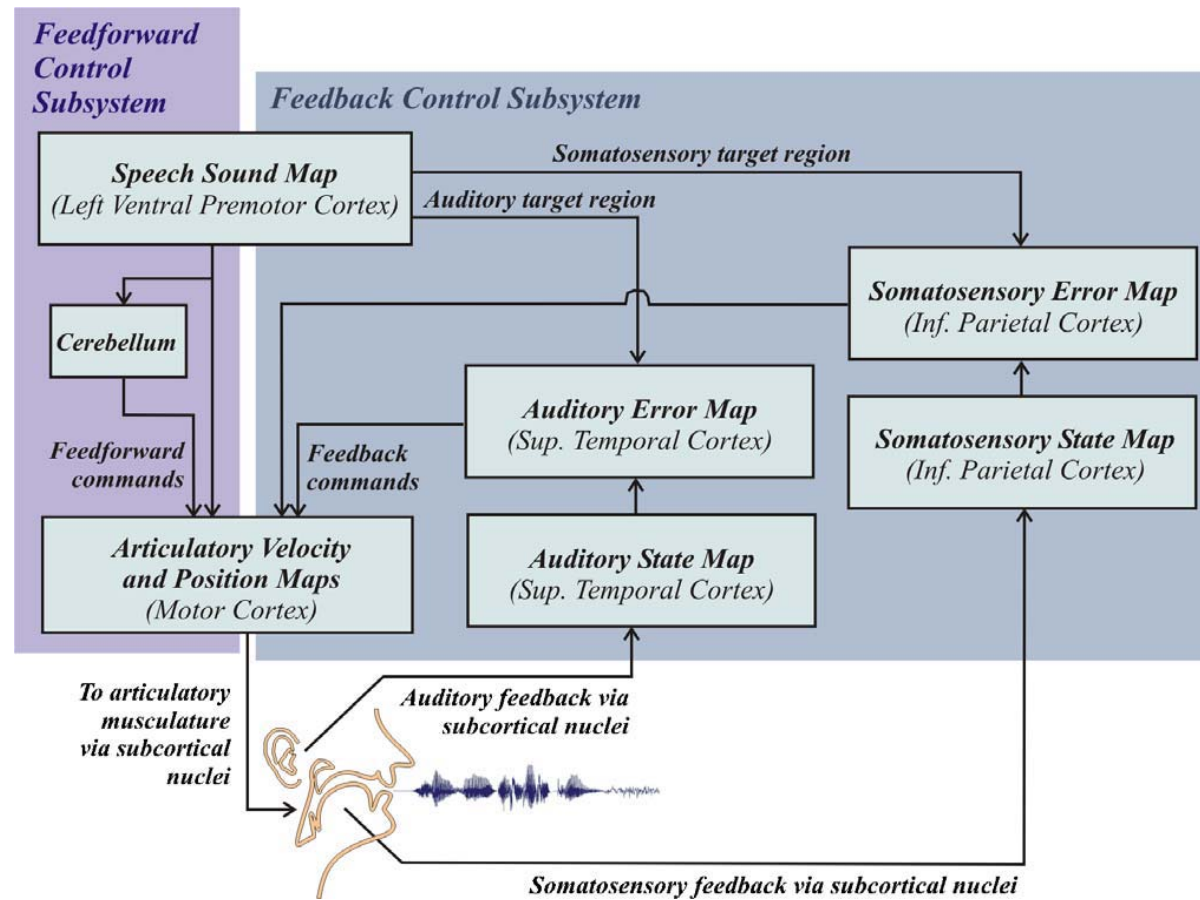 Feedforward
Control
Subsystem
Feedback Control Subsystem
Speech Sound Map
(Left Ventral Premotor Cortex)
Somatosensory target region
Auditory target region
Cerebellum
Somatosensory Error Map
(Inf. Parietal Cortex)
Auditory Error Map
(Sup. Temporal Cortex)
Somatosensory State Map
(Inf. Parietal Cortex)
Feedforward
commands
Feedback
commands
Articulatory Velocity
and Position Maps
(Motor Cortex)
Auditory State Map
(Sup. Temporal Cortex)
To articulatory
musculature
via subcortical
nuclei
Auditory feedback via
subcortical nuclei
Somatosensory feedback via subcortical nuclei